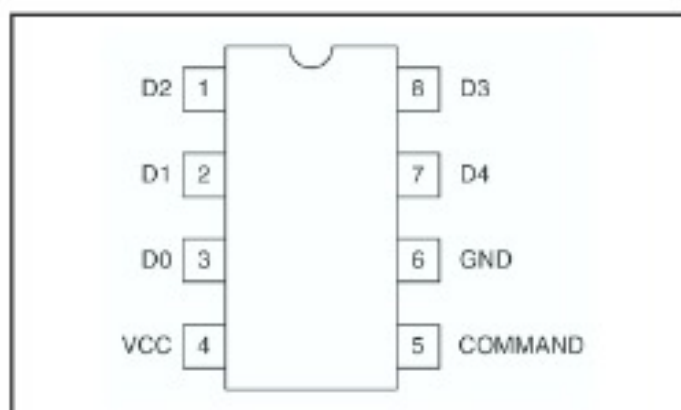 D2 1 8 D3
D1 2 7 D4
D0 3 6 GND
VCC 4 5 COMMAND